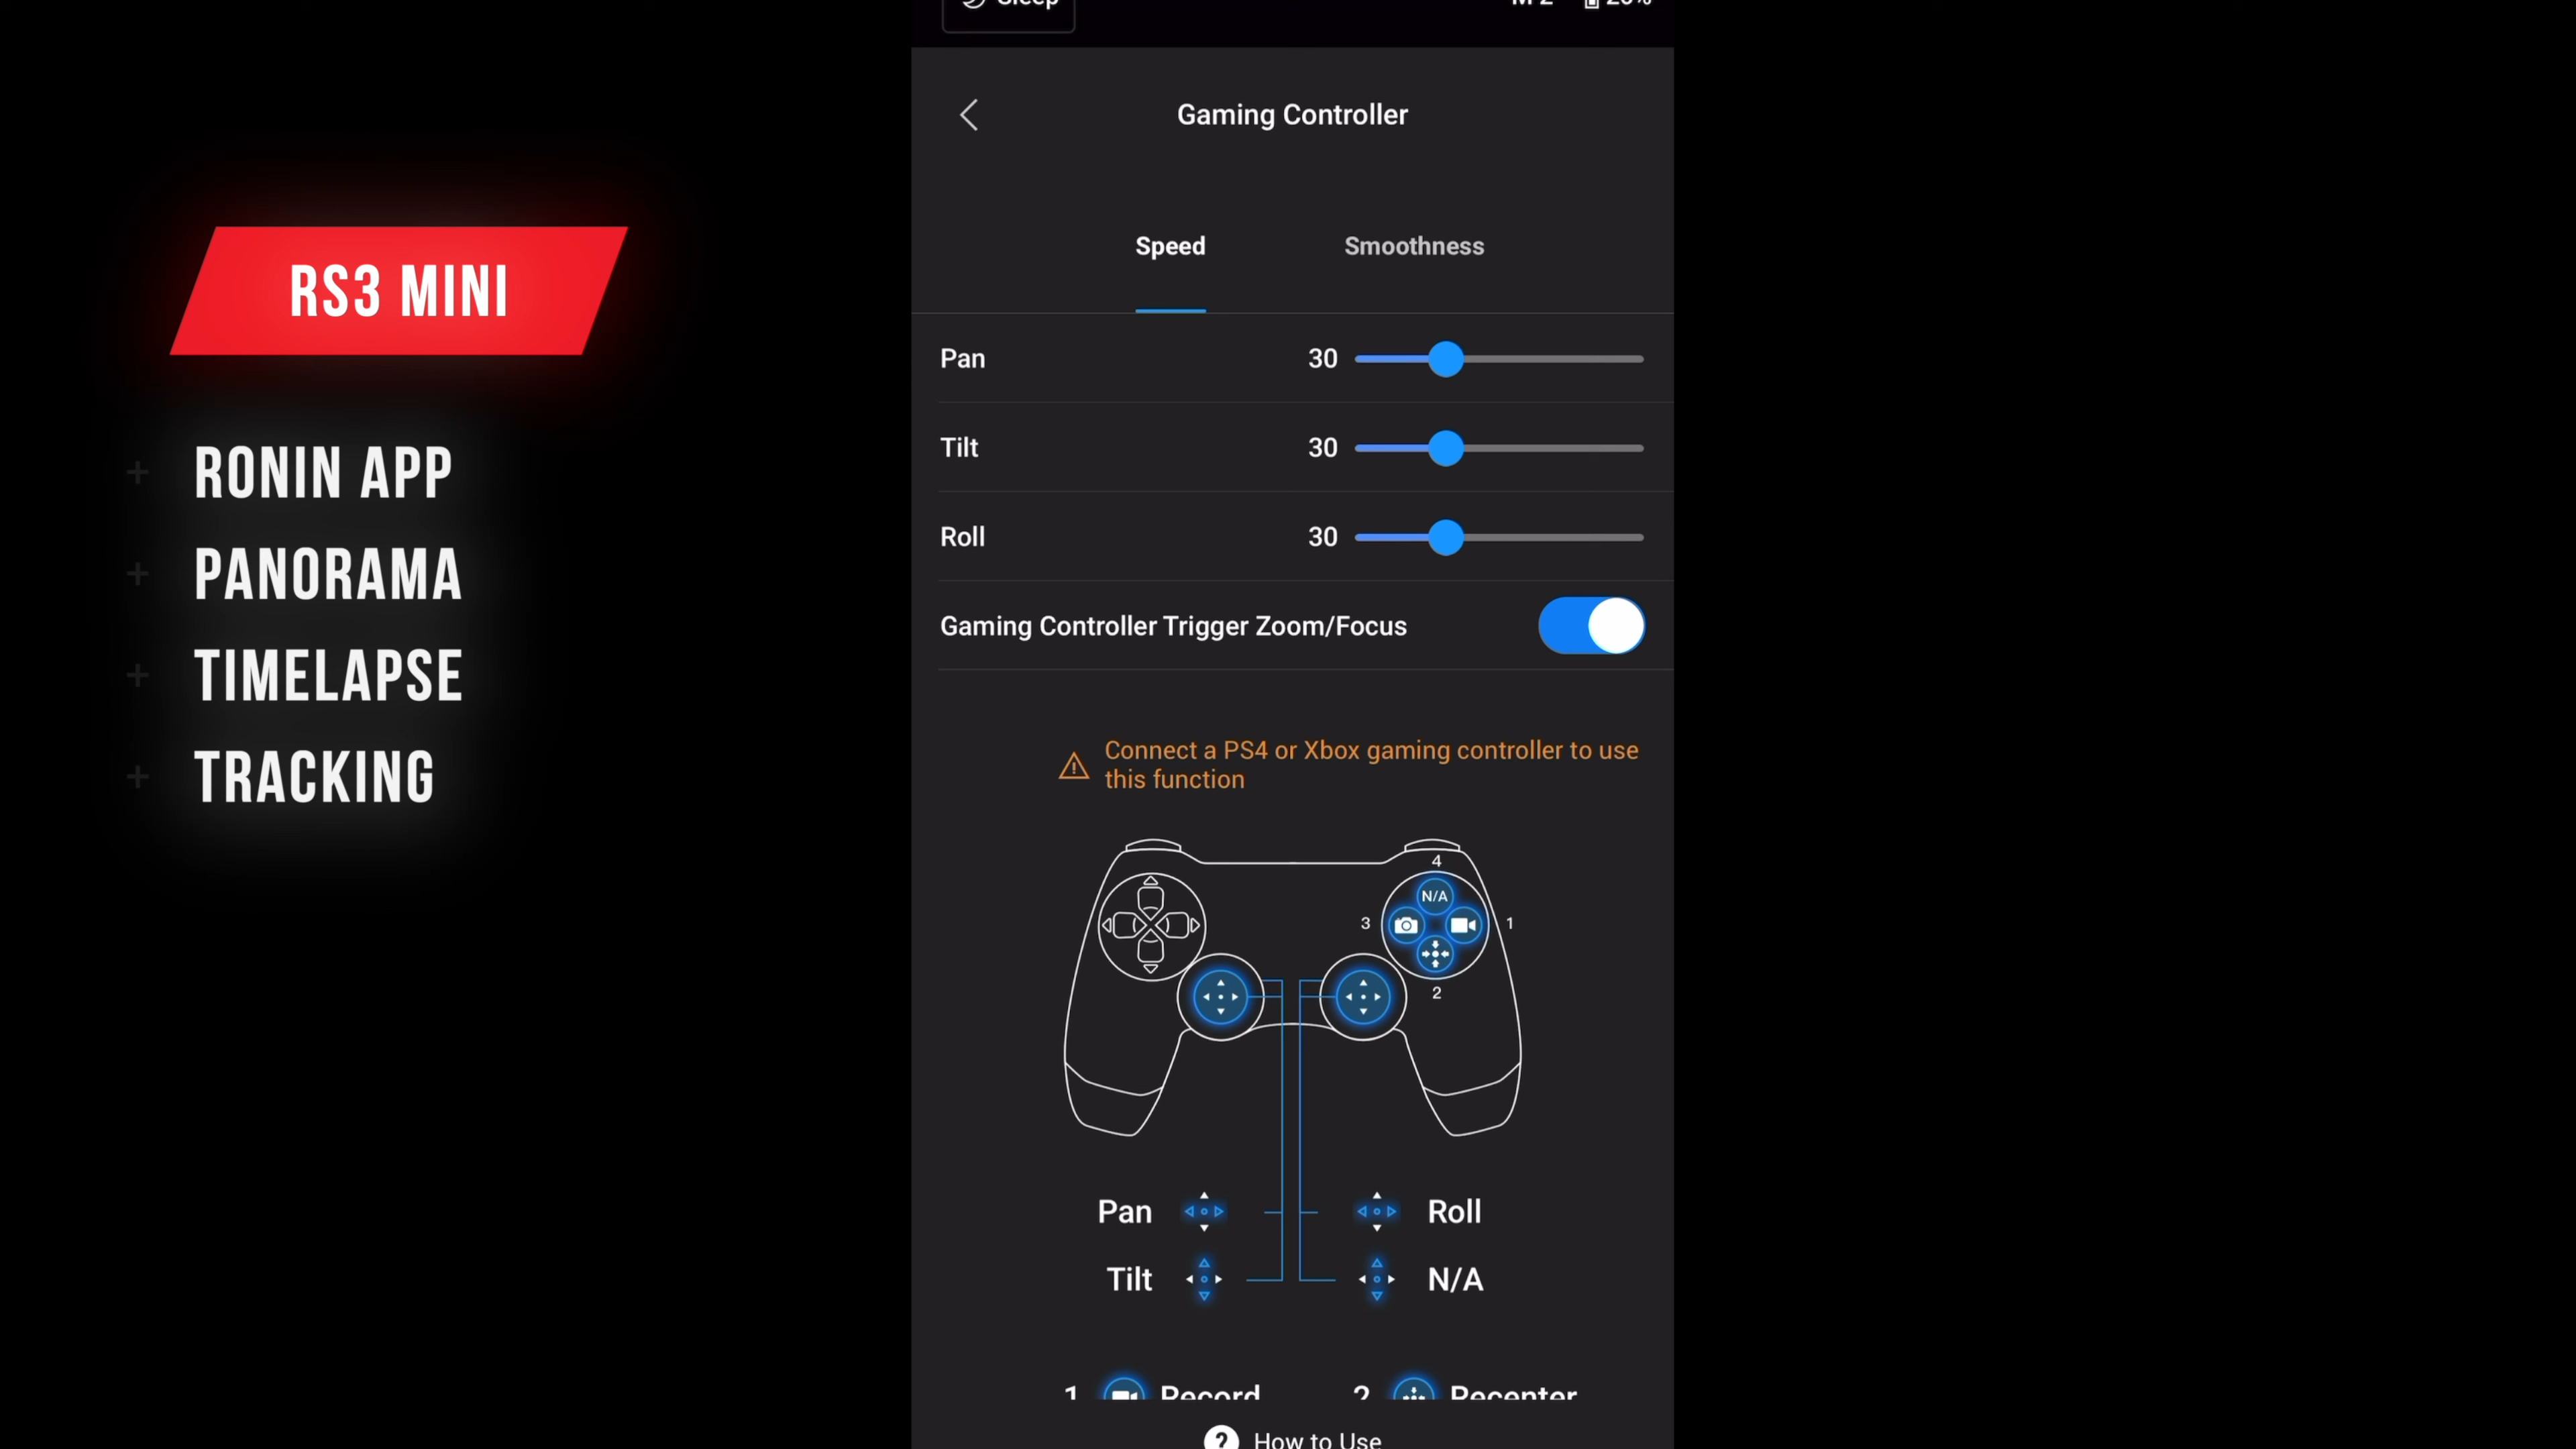 Sleep
RS3 MINI
+ RONIN APP
+ PANORAMA
+ TIMELAPSE
+ TRACKING
Gaming Controller
Speed Smoothness
Pan 30
Tilt 30
Roll 30
Gaming Controller Trigger Zoom/Focus
Connect a PS4 or Xbox gaming controller to use
this function
4
N/A
3 1
2
Pan Roll
Tilt N/A
1 Record 2 Recenter
? How to Use